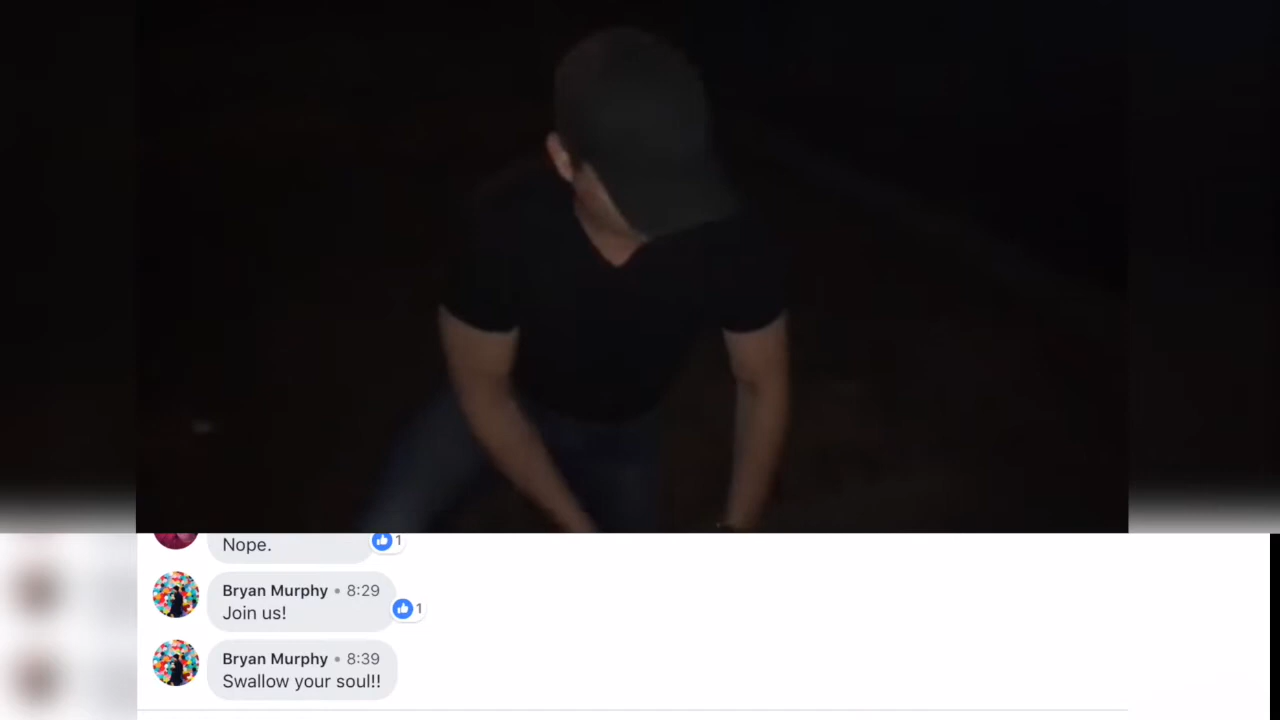 Nope.
1
Bryan Murphy • 8:29
Join us!
1
Bryan Murphy • 8:39
Swallow your soul!!